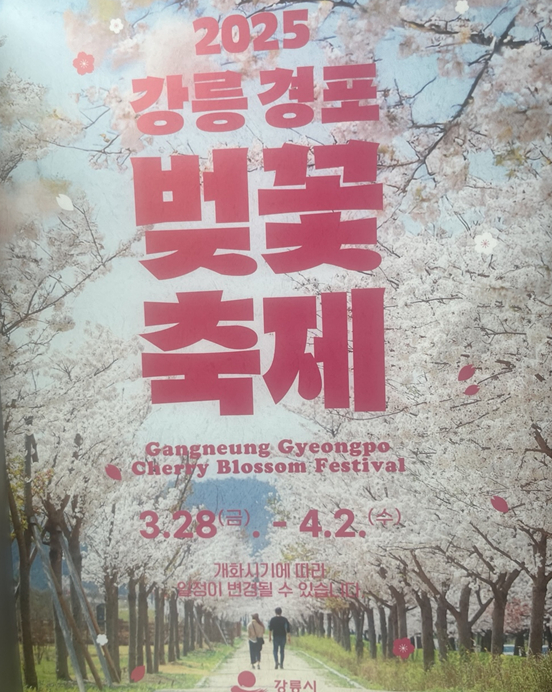 2025
강릉 경포
벚꽃
축제
Gangneung Gyeongpo
Cherry Blossom Festival
3.28(금). - 4.2.(수)
개화시기에 따라
일정이 변경될 수 있습니다
강릉시